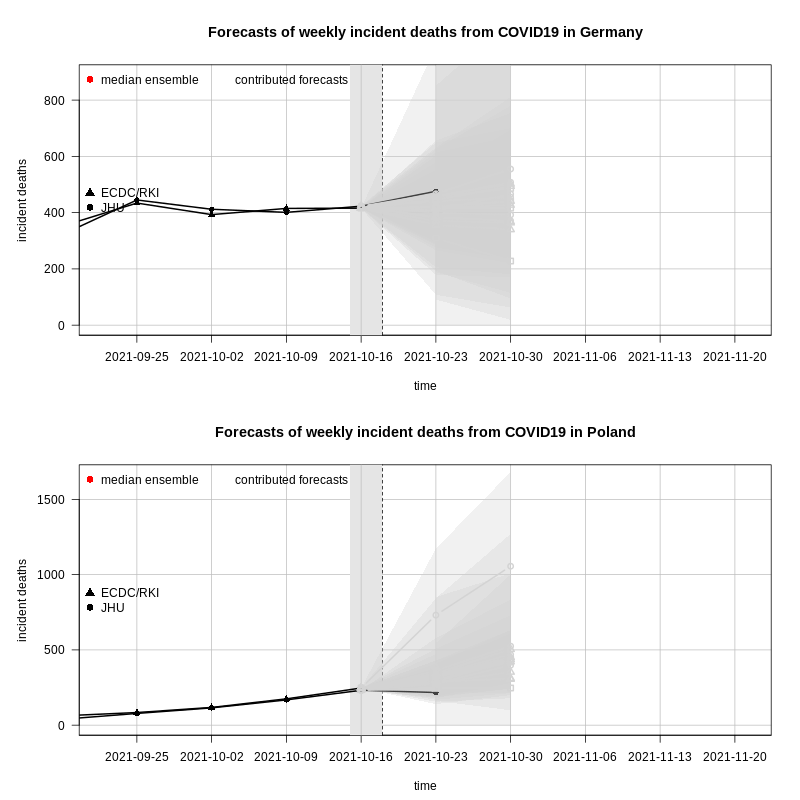 Forecasts of weekly incident deaths from COVID19 in Germany
median ensemble contributed forecasts
800
600
ECDC/RKI
JHU
400
200
0
incident deaths
2021-09-25 2021-10-02 2021-10-09 2021-10-16 2021-10-23 2021-10-30 2021-11-06 2021-11-13 2021-11-20
time
Forecasts of weekly incident deaths from COVID19 in Poland
median ensemble contributed forecasts
1500
1000
ECDC/RKI
JHU
500
0
incident deaths
2021-09-25 2021-10-02 2021-10-09 2021-10-16 2021-10-23 2021-10-30 2021-11-06 2021-11-13 2021-11-20
time